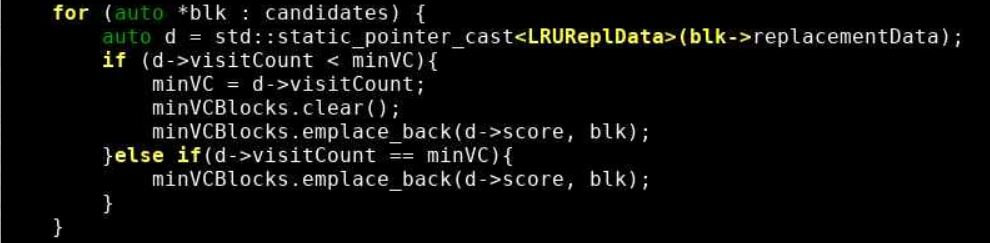 for (auto *blk : candidates) {
auto d = std::static_pointer_cast<LRUReplData>(blk->replacementData);
if (d->visitCount < minVC){
minVC = d->visitCount;
minVCBlocks.clear();
minVCBlocks.emplace_back(d->score, blk);
}else if(d->visitCount == minVC){
minVCBlocks.emplace_back(d->score, blk);
}
}